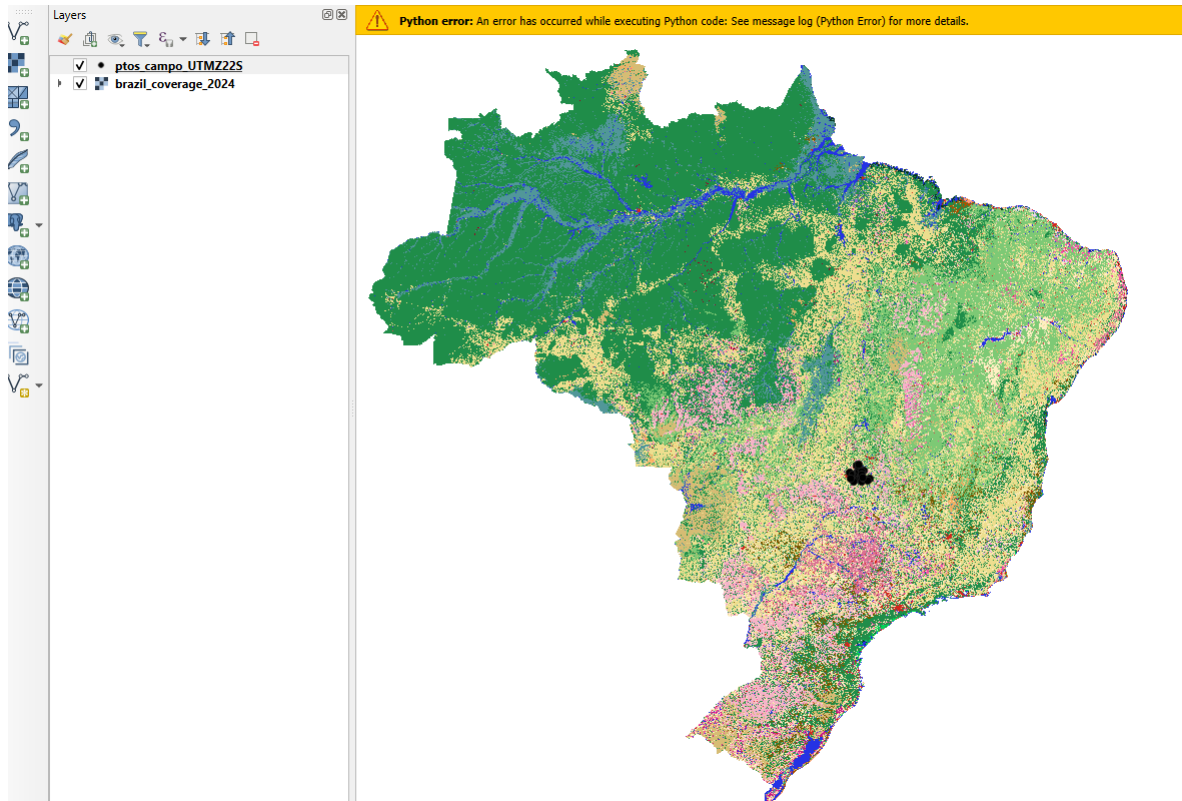 Layers
Python error: An error has occurred while executing Python code: See message log (Python Error) for more details.
ptos_campo_UTMZ22S
brazil_coverage_2024